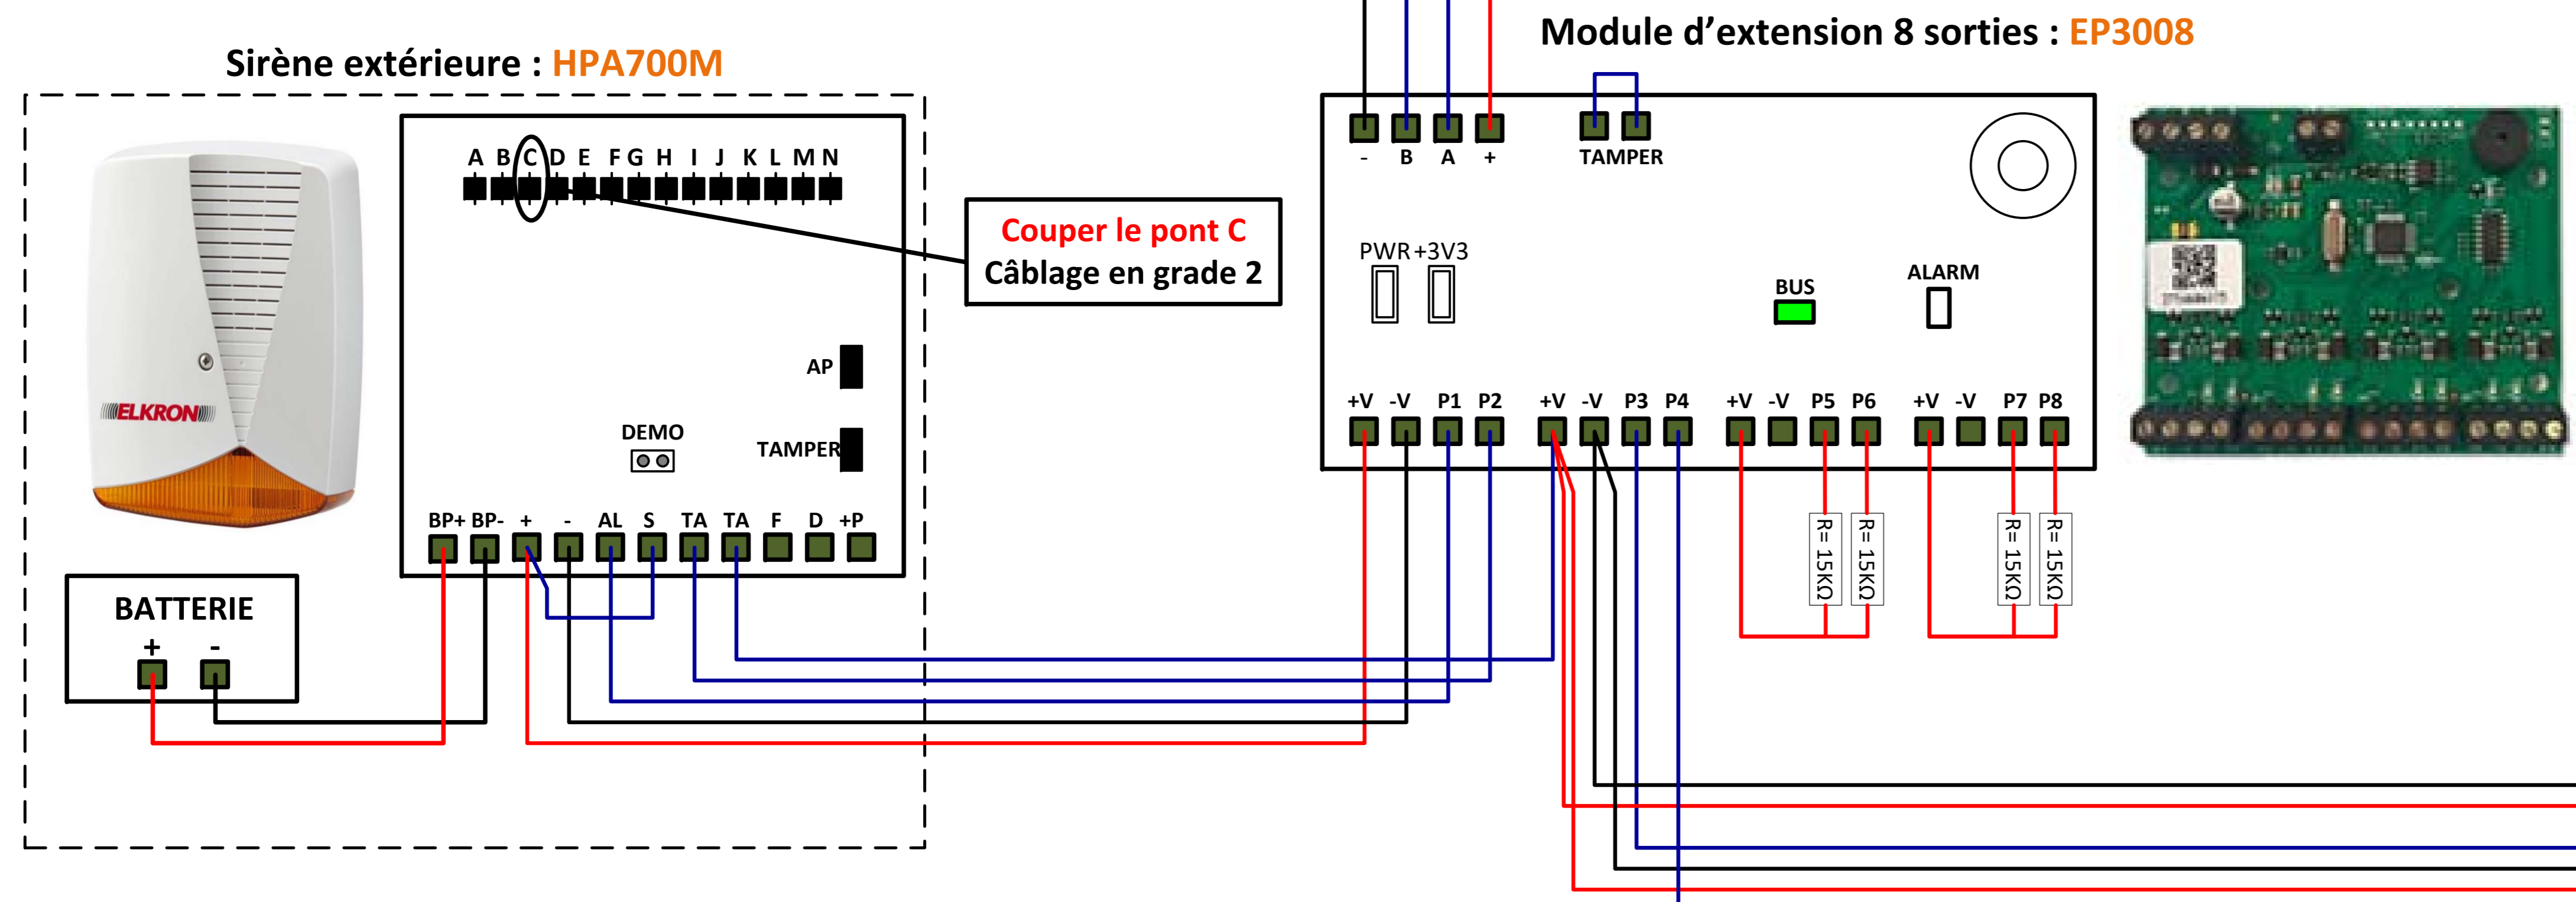 Module d'extension 8 sorties : EP3008
Sirène extérieure : HPA700M
A B C D E F G H I J K L M N
- B A +
TAMPER
Couper le pont C
Câblage en grade 2
PWR +3V3
BUS
ALARM
AP
DEMO
TAMPER
ELKRON
+V -V P1 P2 +V -V P3 P4 +V -V P5 P6 +V -V P7 P8
BP+ BP- + - AL S TA TA F D +P
R= 15KΩ
R= 15KΩ
R= 15KΩ
R= 15KΩ
BATTERIE
+ -